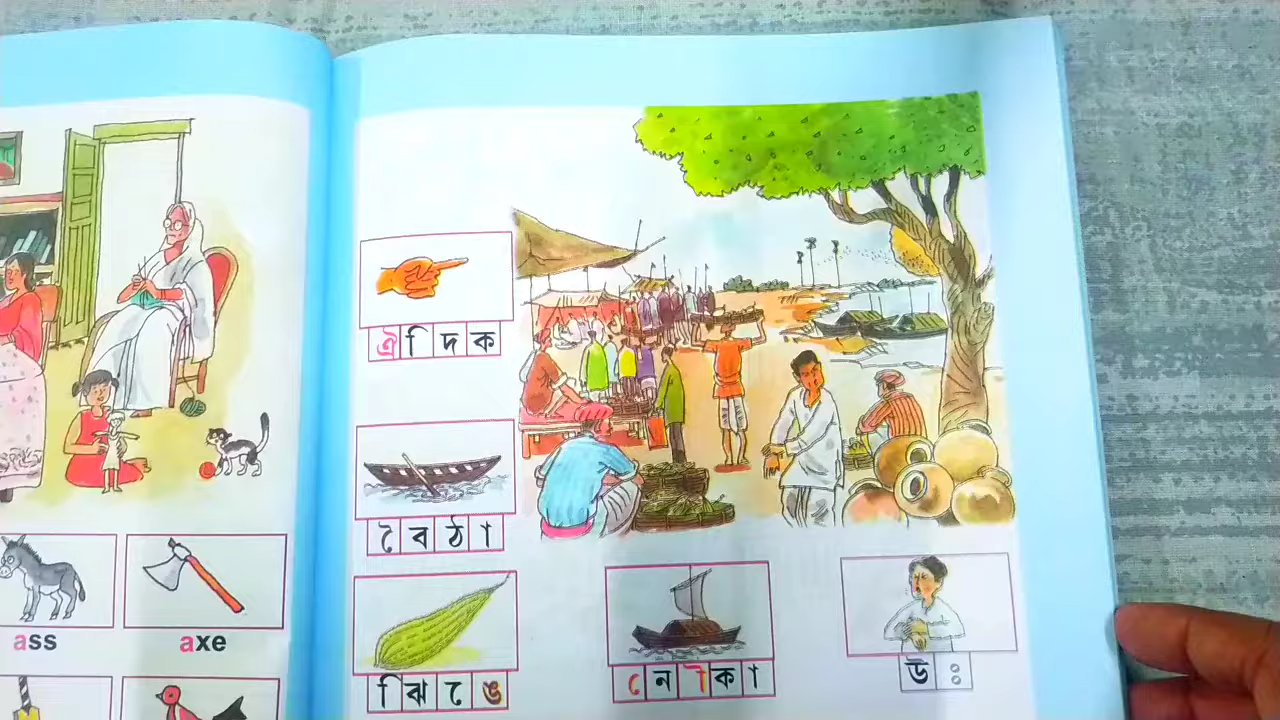 ass
axe
ঐদিক
বৈঠা
ঝিঙে
নৌকা
উঃ